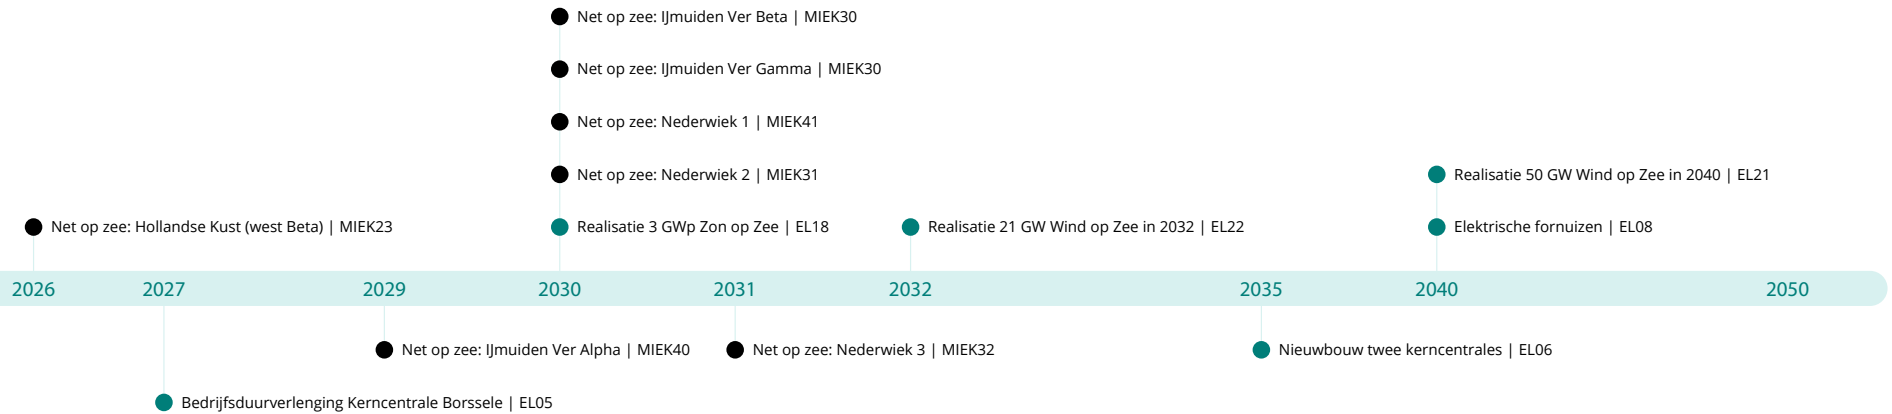 Net op zee: IJmuiden Ver Beta | MIEK30
Net op zee: IJmuiden Ver Gamma | MIEK30
Net op zee: Nederwiek 1 | MIEK41
Net op zee: Nederwiek 2 | MIEK31
Realisatie 50 GW Wind op Zee in 2040 | EL21
Net op zee: Hollandse Kust (west Beta) | MIEK23
Realisatie 3 GWp Zon op Zee | EL18
Realisatie 21 GW Wind op Zee in 2032 | EL22
Elektrische fornuizen | EL08
2026 2027 2029 2030 2031 2032 2035 2040 2050
Net op zee: IJmuiden Ver Alpha | MIEK40
Net op zee: Nederwiek 3 | MIEK32
Nieuwbouw twee kerncentrales | EL06
Bedrijfsduurverlenging Kerncentrale Borssele | EL05